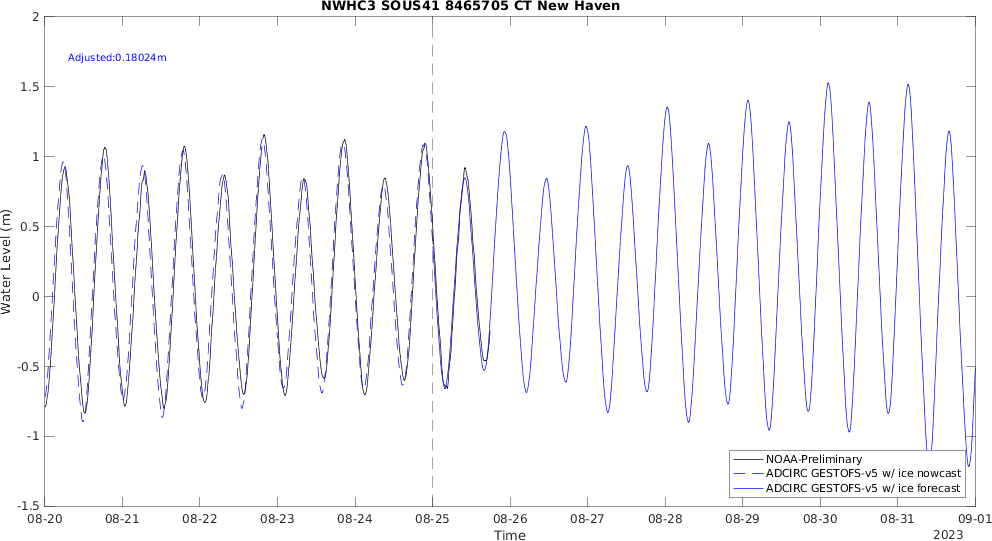 NWHC3 SOUS41 8465705 CT New Haven
Adjusted:0.18024m
Water Level (m)
2
1.5
1
0.5
0
-0.5
-1
-1.5
NOAA-Preliminary
ADCIRC GESTOFS-v5 w/ ice nowcast
ADCIRC GESTOFS-v5 w/ ice forecast
08-20 08-21 08-22 08-23 08-24 08-25 08-26 08-27 08-28 08-29 08-30 08-31 09-01
Time
2023